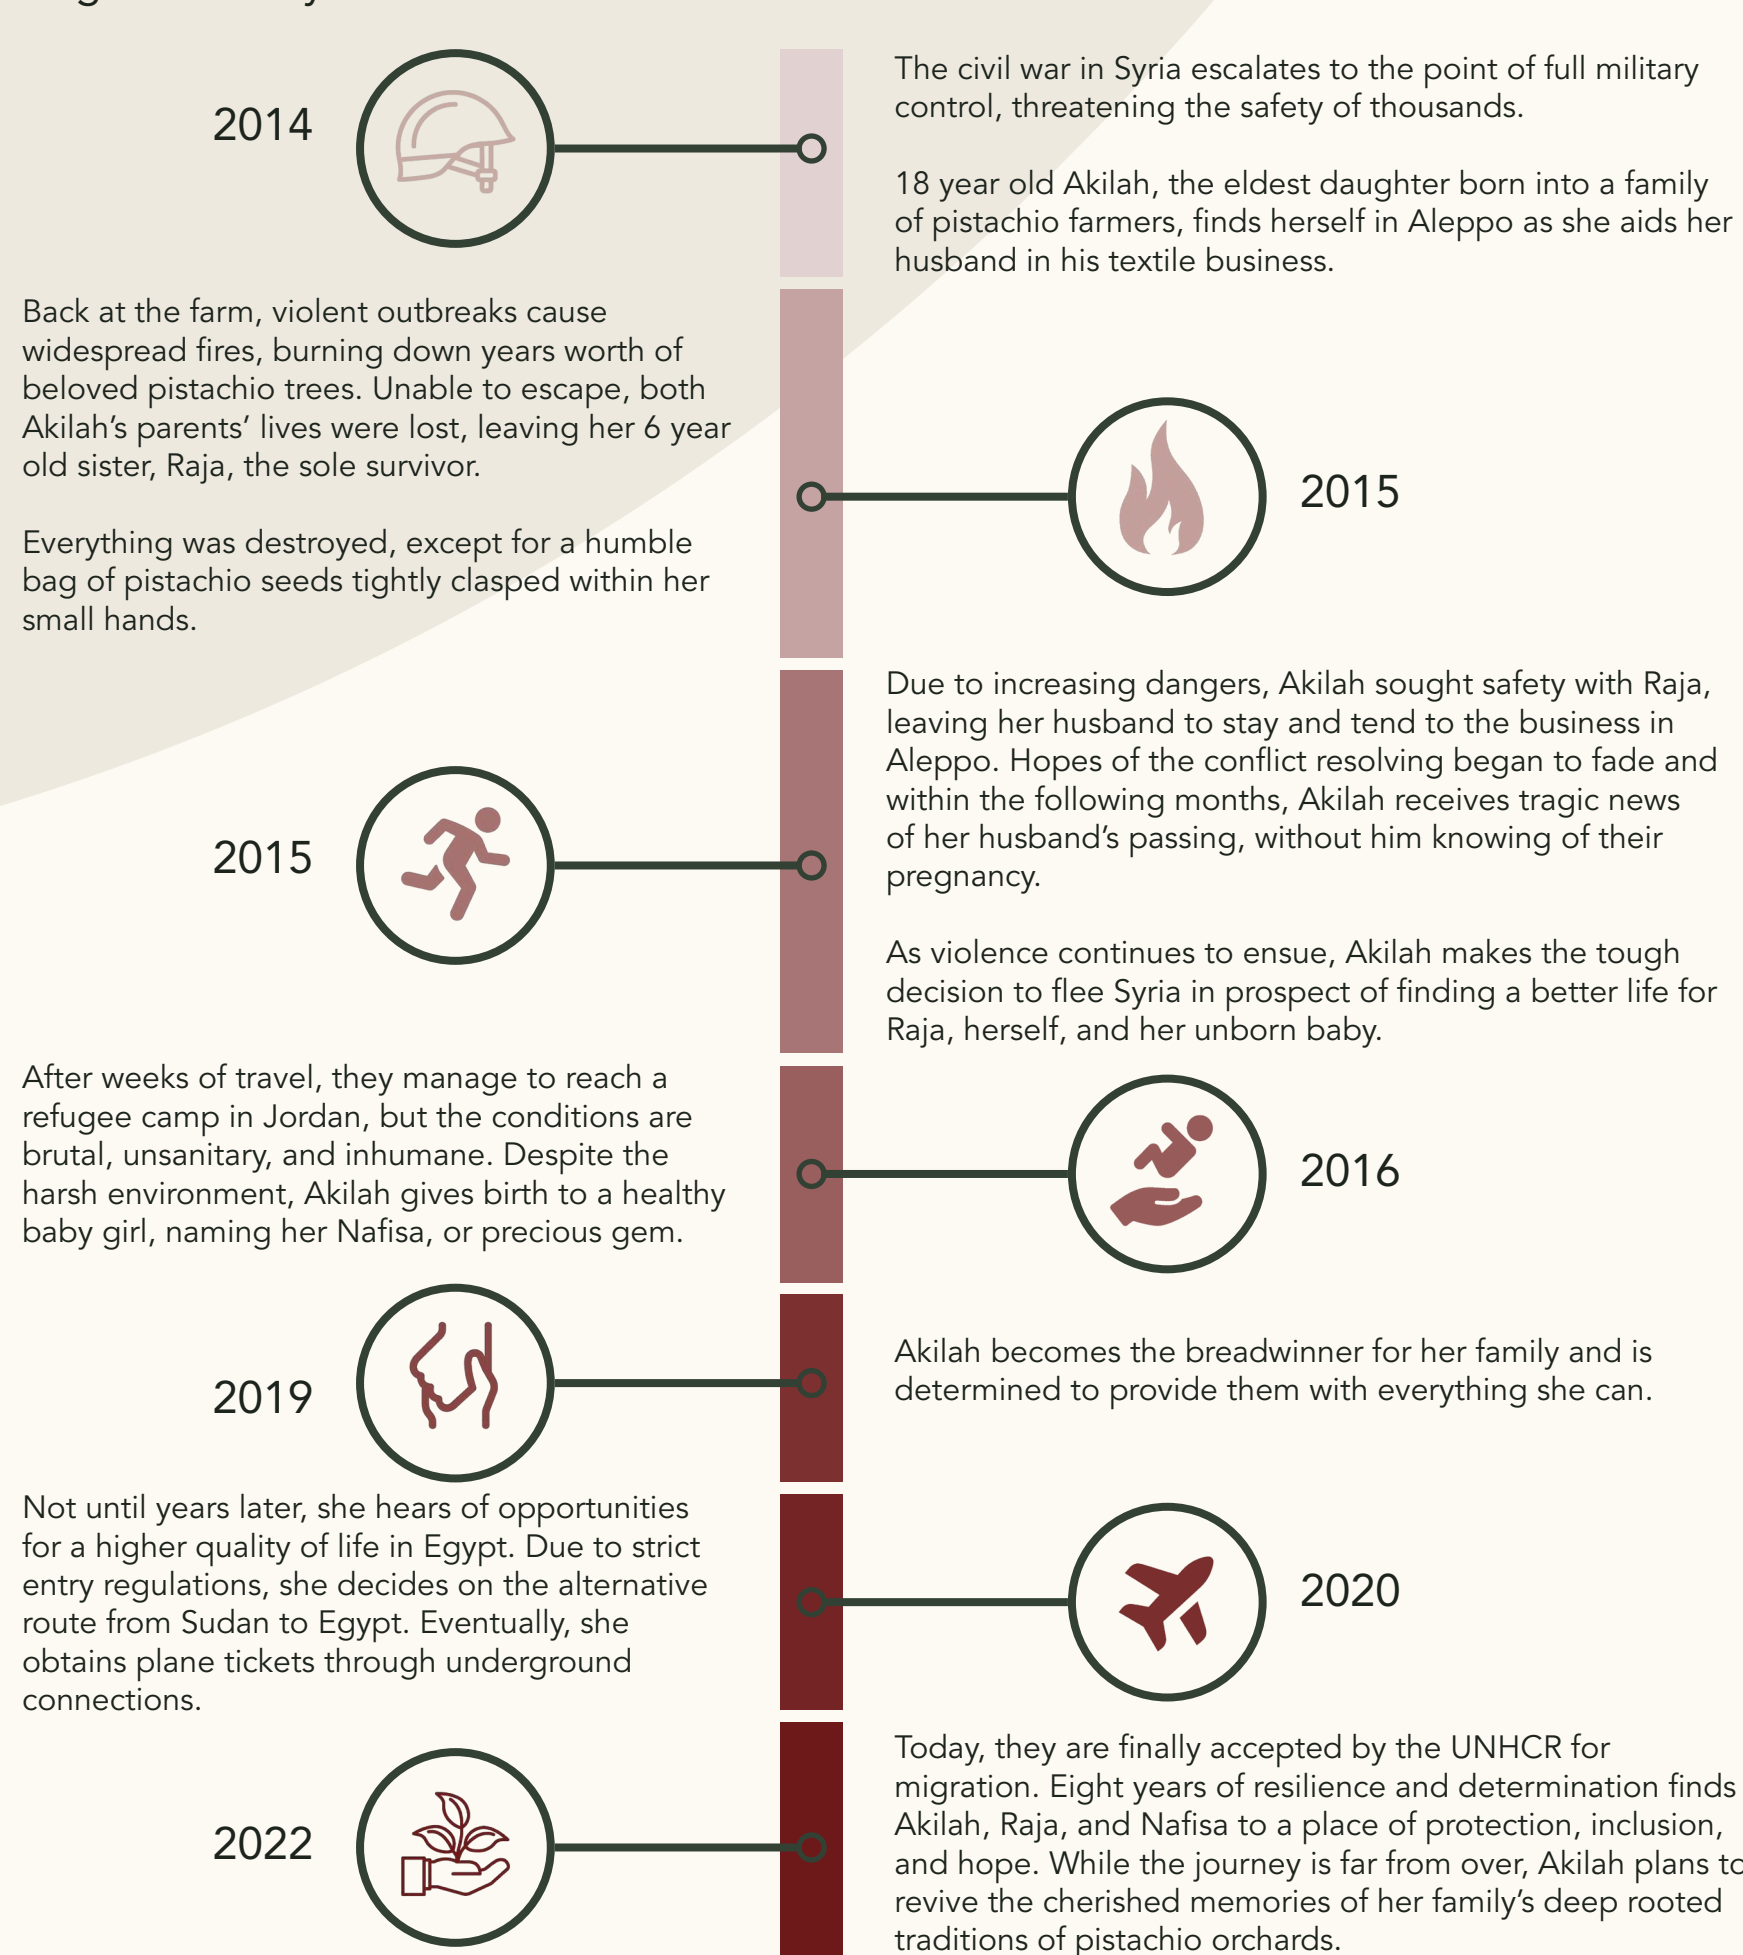 2014
The civil war in Syria escalates to the point of full military
control, threatening the safety of thousands.
18 year old Akilah, the eldest daughter born into a family
of pistachio farmers, finds herself in Aleppo as she aids her
husband in his textile business.
Back at the farm, violent outbreaks cause
widespread fires, burning down years worth of
beloved pistachio trees. Unable to escape, both
Akilah’s parents’ lives were lost, leaving her 6 year
old sister, Raja, the sole survivor.
Everything was destroyed, except for a humble
bag of pistachio seeds tightly clasped within her
small hands.
2015
2015
Due to increasing dangers, Akilah sought safety with Raja,
leaving her husband to stay and tend to the business in
Aleppo. Hopes of the conflict resolving began to fade and
within the following months, Akilah receives tragic news
of her husband’s passing, without him knowing of their
pregnancy.
As violence continues to ensue, Akilah makes the tough
decision to flee Syria in prospect of finding a better life for
Raja, herself, and her unborn baby.
After weeks of travel, they manage to reach a
refugee camp in Jordan, but the conditions are
brutal, unsanitary, and inhumane. Despite the
harsh environment, Akilah gives birth to a healthy
baby girl, naming her Nafisa, or precious gem.
2016
2019
Akilah becomes the breadwinner for her family and is
determined to provide them with everything she can.
Not until years later, she hears of opportunities
for a higher quality of life in Egypt. Due to strict
entry regulations, she decides on the alternative
route from Sudan to Egypt. Eventually, she
obtains plane tickets through underground
connections.
2020
2022
Today, they are finally accepted by the UNHCR for
migration. Eight years of resilience and determination finds
Akilah, Raja, and Nafisa to a place of protection, inclusion,
and hope. While the journey is far from over, Akilah plans to
revive the cherished memories of her family’s deep rooted
traditions of pistachio orchards.